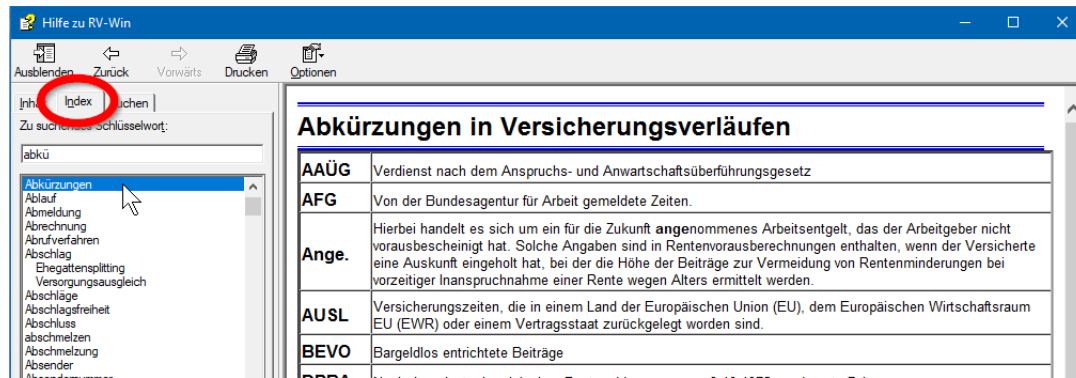 Hilfe zu RV-Win
Ausblenden Zurück Vorwärts Drucken Optionen
Index
Zu suchendes Schlüsselwort:
abkü
Abkürzungen
Ablauf
Abmeldung
Abrechnung
Abrufverfahren
Abschlag
Ehegattensplitting
Versorgungsausgleich
Abschläge
Abschlagsfreiheit
Abschluss
abschmelzen
Abschmelzung
Absender
Abkürzungen in Versicherungsverläufen
AAÜG Verdienst nach dem Anspruchs- und Anwartschaftsüberführungsgesetz
AFG Von der Bundesagentur für Arbeit gemeldete Zeiten.
Ange. Hierbei handelt es sich um ein für die Zukunft angenommenes Arbeitsentgelt, das der Arbeitgeber nicht
vorausbescheinigt hat. Solche Angaben sind in Rentenvorausberechnungen enthalten, wenn der Versicherte
eine Auskunft eingeholt hat, bei der die Höhe der Beiträge zur Vermeidung von Rentenminderungen bei
vorzeitiger Inanspruchnahme einer Rente wegen Alters ermittelt werden.
AUSL Versicherungszeiten, die in einem Land der Europäischen Union (EU), dem Europäischen Wirtschaftsraum
EU (EWR) oder einem Vertragsstaat zurückgelegt worden sind.
BEVO Bargeldlos entrichtete Beiträge